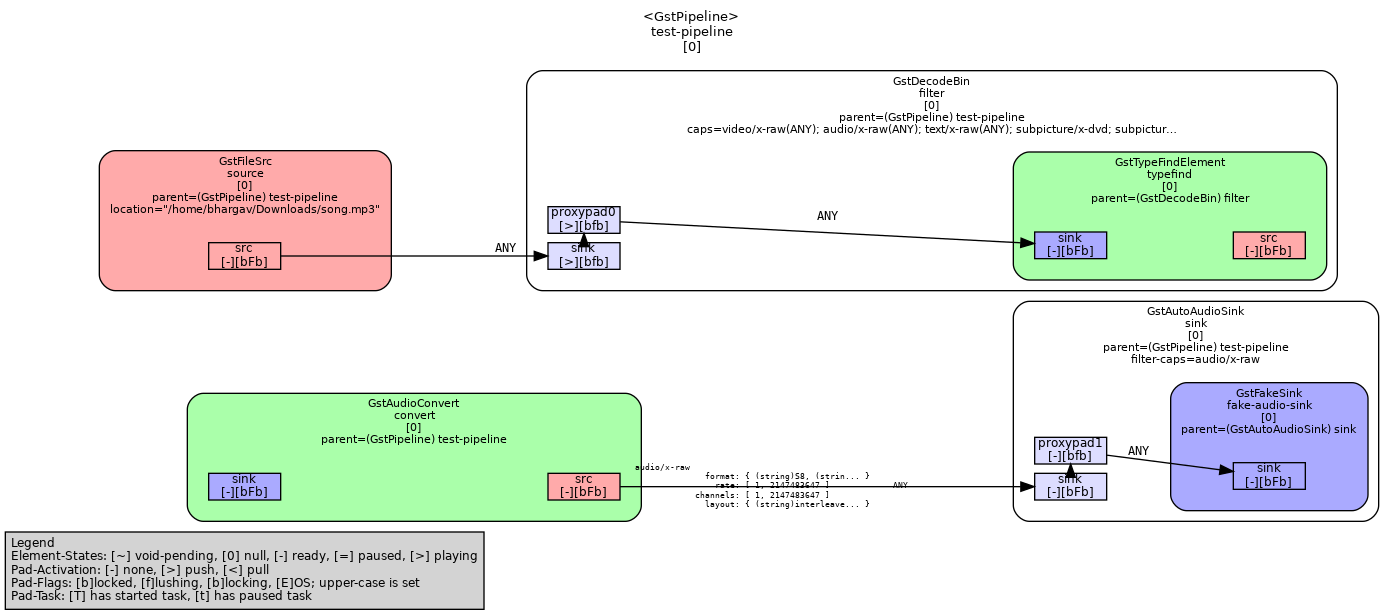 <GstPipeline>
test-pipeline
[0]
GstDecodeBin
filter
[0]
parent=(GstPipeline) test-pipeline
caps=video/x-raw(ANY); audio/x-raw(ANY); text/x-raw(ANY); subpicture/x-dvd; subpictur...
GstFileSrc
source
[0]
parent=(GstPipeline) test-pipeline
location="/home/bhargav/Downloads/song.mp3"
src
[-][bFb]
ANY
proxypad0
[>][bfb]
sink
[>][bfb]
ANY
GstTypeFindElement
typefind
[0]
parent=(GstDecodeBin) filter
sink
[-][bFb]
src
[-][bFb]
GstAutoAudioSink
sink
[0]
parent=(GstPipeline) test-pipeline
filter-caps=audio/x-raw
GstAudioConvert
convert
[0]
parent=(GstPipeline) test-pipeline
sink
[-][bFb]
src
[-][bFb]
audio/x-raw
format: { (string)S8, (strin... }
rate: [ 1, 2147483647 ]
channels: [ 1, 2147483647 ]
layout: { (string)interleave... }
ANY
proxypad1
[-][bfb]
sink
[-][bFb]
ANY
GstFakeSink
fake-audio-sink
[0]
parent=(GstAutoAudioSink) sink
sink
[-][bFb]
Legend
Element-States: [~] void-pending, [0] null, [-] ready, [=] paused, [>] playing
Pad-Activation: [-] none, [>] push, [<] pull
Pad-Flags: [b]locked, [f]lushing, [b]locking, [E]OS; upper-case is set
Pad-Task: [T] has started task, [t] has paused task